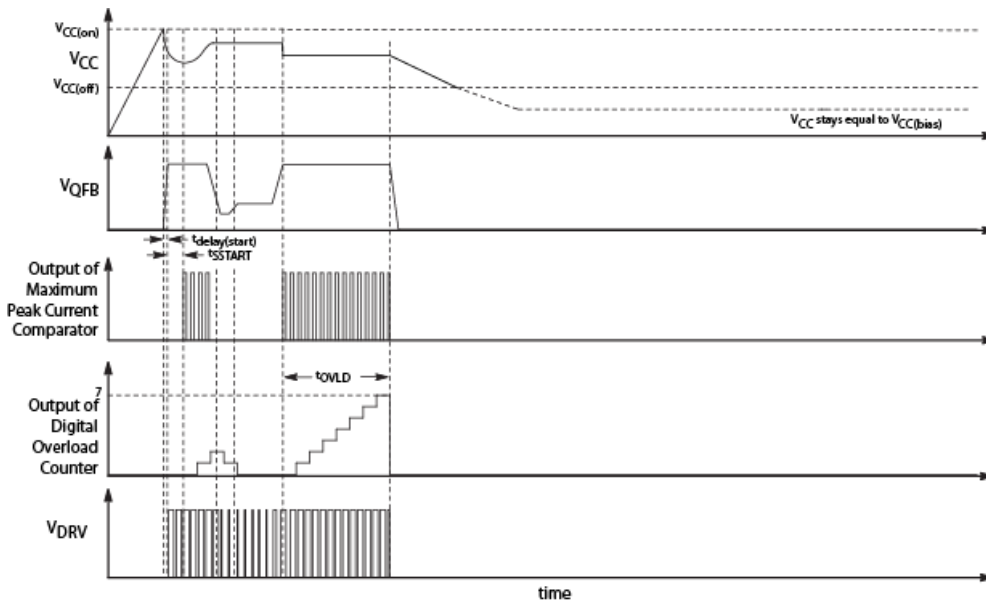 VCC(on)
VCC
VCC(off)
VCC stays equal to VCC(bias)
VQFB
tdelay(start)
tSSTART
Output of
Maximum
Peak Current
Comparator
tOVLD
7
Output of
Digital
Overload
Counter
VDRV
time